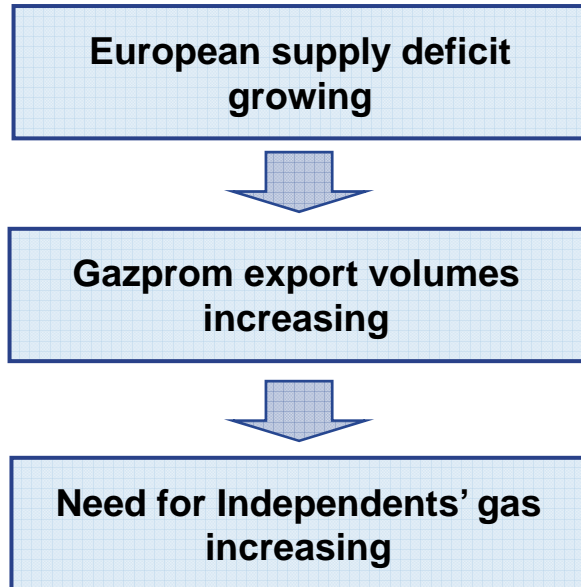 European supply deficit
growing
Gazprom export volumes
increasing
Need for Independents’ gas
increasing